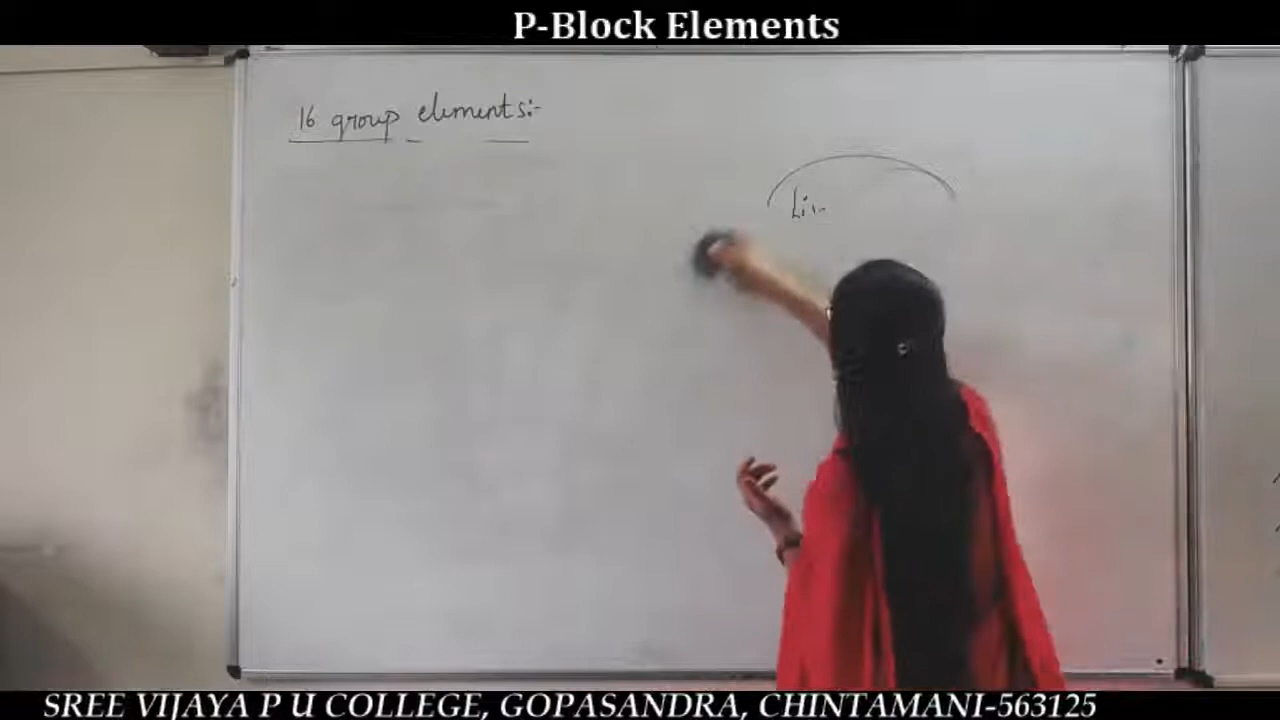 P-Block Elements
16 group elements:-
SREE VIJAYA P U COLLEGE, GOPASANDRA, CHINTAMANI-563125